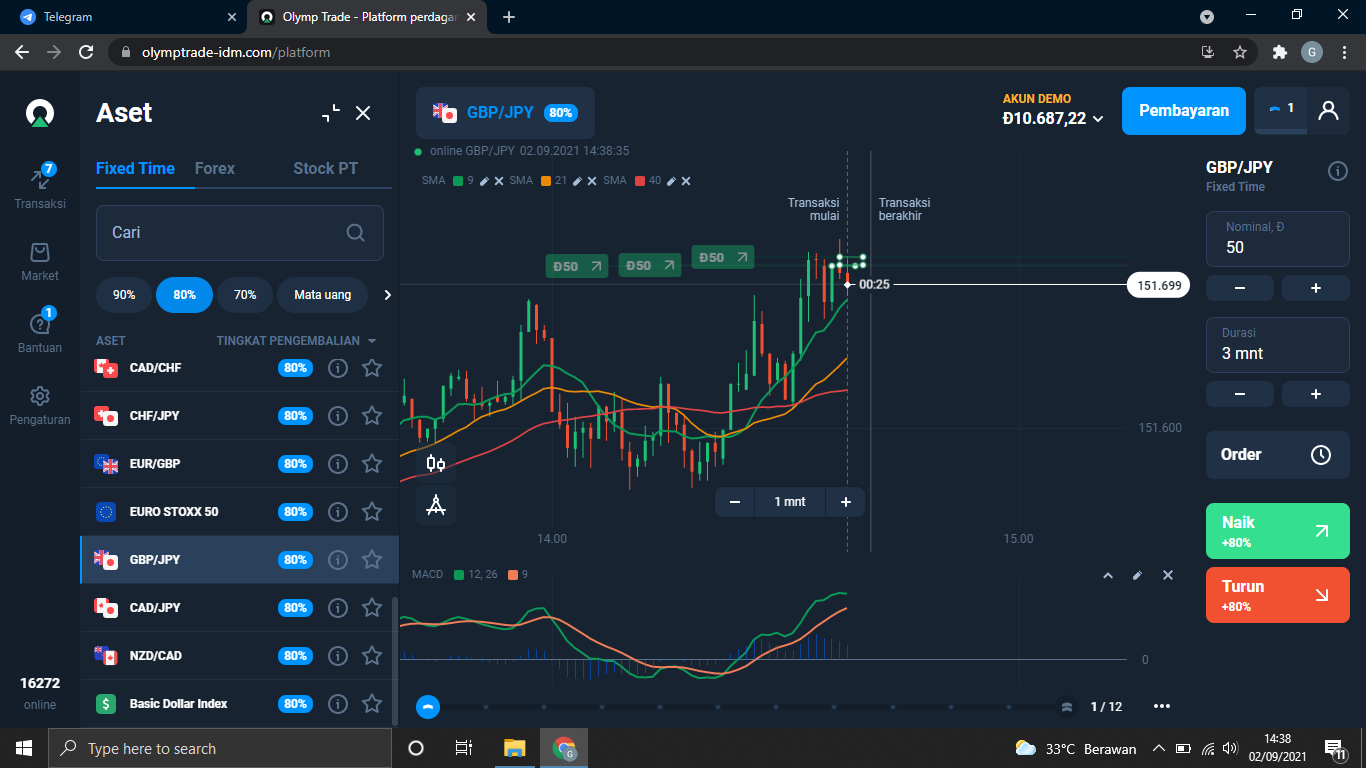 Telegram
Olymp Trade - Platform perdagan
olymptrade-idm.com/platform
G
Aset
Fixed Time
Forex
Stock PT
Cari
90%
80%
70%
Mata uang
ASET
TINGKAT PENGEMBALIAN
CAD/CHF
80%
CHF/JPY
80%
EUR/GBP
80%
EURO STOXX 50
80%
GBP/JPY
80%
CAD/JPY
80%
NZD/CAD
80%
Basic Dollar Index
80%
7
Transaksi
Market
1
Bantuan
Pengaturan
16272
online
GBP/JPY
80%
AKUN DEMO
Đ10.687,22
Pembayaran
1
online GBP/JPY 02.09.2021 14:38:35
SMA 9 SMA 21 SMA 40
Transaksi
mulai
Transaksi
berakhir
Đ50
Đ50
Đ50
00:25
151.699
151.600
1 mnt
14.00
15:00
MACD 12, 26 9
0
1 / 12
GBP/JPY
Fixed Time
Nominal, Đ
50
Durasi
3 mnt
Order
Naik
+80%
Turun
+80%
Type here to search
G
33°C Berawan
14:38
02/09/2021
11